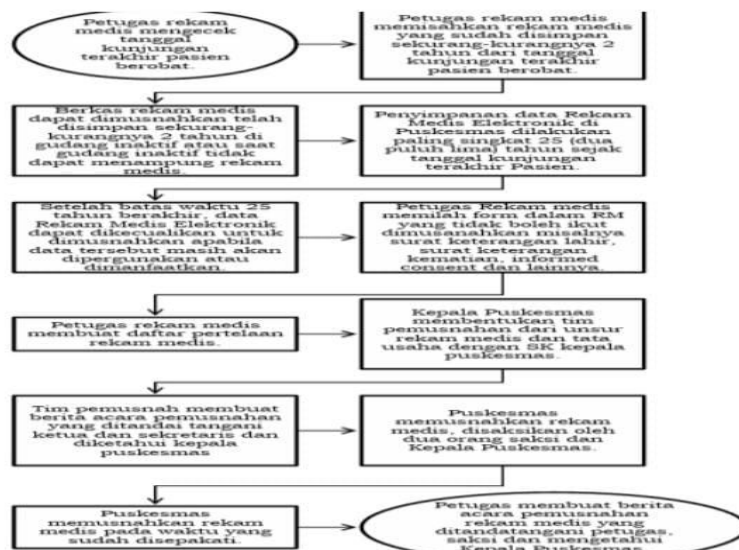 Petugas rekam
medis mengecek
tanggal
kunjungan
terakhir pasien
berobat.
Petugas rekam medis
memisahkan rekam medis
yang sudah disimpan
sekurang-kurangnya 2
tahun dari tanggal
kunjungan terakhir
pasien berobat.
Berkas rekam medis
dapat dimusnahkan telah
disimpan sekurang-
kurangnya 2 tahun di
gudang inaktif atau saat
gudang inaktif tidak
dapat menampung rekam
medis.
Penyimpanan data Rekam
Medis Elektronik di
Puskesmas dilakukan
paling singkat 25 (dua
puluh lima) tahun sejak
tanggal kunjungan
terakhir Pasien.
Setelah batas waktu 25
tahun berakhir, data
Rekam Medis Elektronik
dapat dikecualikan untuk
dimusnahkan apabila
data tersebut masih akan
dipergunakan atau
dimanfaatkan.
Petugas Rekam medis
memilah form dalam RM
yang tidak boleh ikut
dimusanahkan misalnya
surat keterangan lahir,
surat keterangan
kematian, informed
consent dan lainnya.
Petugas rekam medis
membuat daftar pertelaan
rekam medis.
Kepala Puskesmas
membentukan tim
pemusnahan dari unsur
rekam medis dan tata
usaha dengan SK kepala
puskesmas.
Tim pemusnah membuat
berita acara pemusnahan
yang ditandai tangani
ketua dan sekretaris dan
diketahui kepala
puskesmas
Puskesmas
memusnahkan rekam
medis, disaksikan oleh
dua orang saksi dan
Kepala Puskesmas.
Puskesmas
memusnahkan rekam
medis pada waktu yang
sudah disepakati.
Petugas membuat berita
acara pemusnahan
rekam medis yang
ditandatangani petugas,
saksi dan mengetahui
Kepala Puskesmas